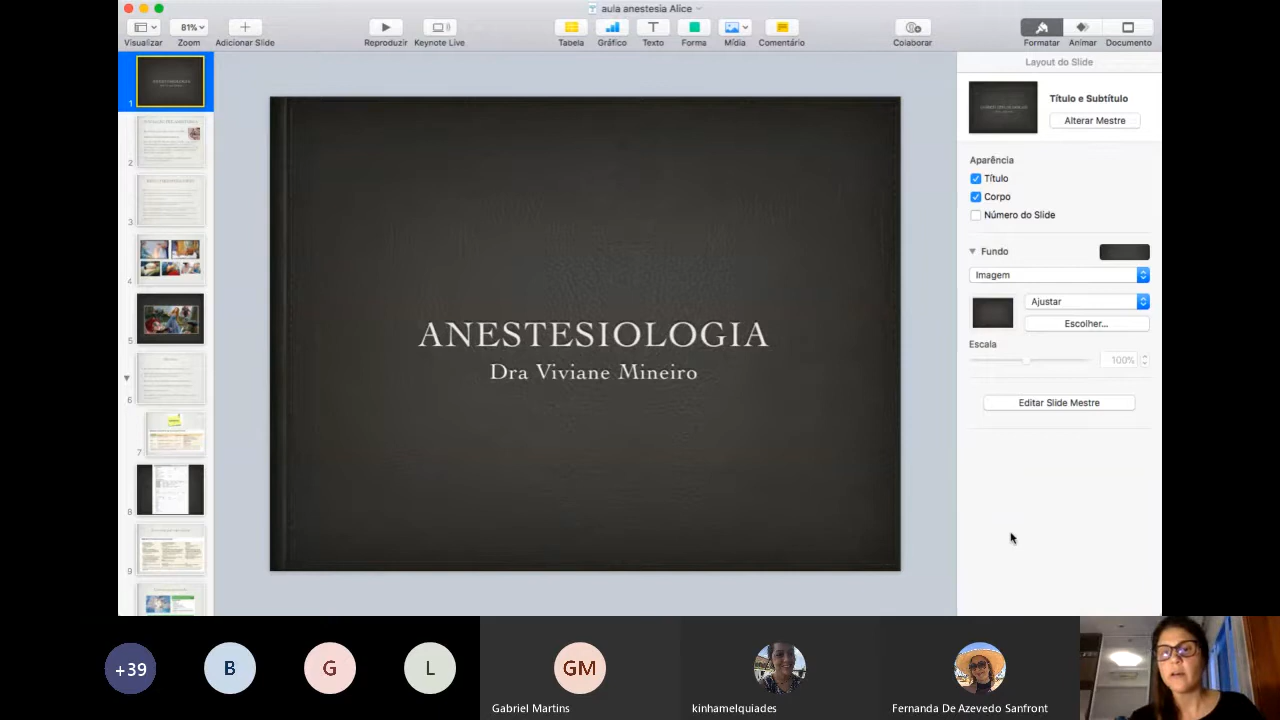 aula anestesia Alice
81%
Visualizar
Zoom
Adicionar Slide
Reproduzir
Keynote Live
Tabela
Gráfico
Texto
Forma
Mídia
Comentário
Colaborar
Formatar
Animar
Documento
Layout do Slide
Título e Subtítulo
Alterar Mestre
Aparência
Título
Corpo
Número do Slide
Fundo
Imagem
Ajustar
Escolher...
Escala
100%
Editar Slide Mestre
1
2
3
4
5
6
7
8
9
ANESTESIOLOGIA
Dra Viviane Mineiro
+39
B
G
L
GM
Gabriel Martins
kinhamelquiades
Fernanda De Azevedo Sanfront